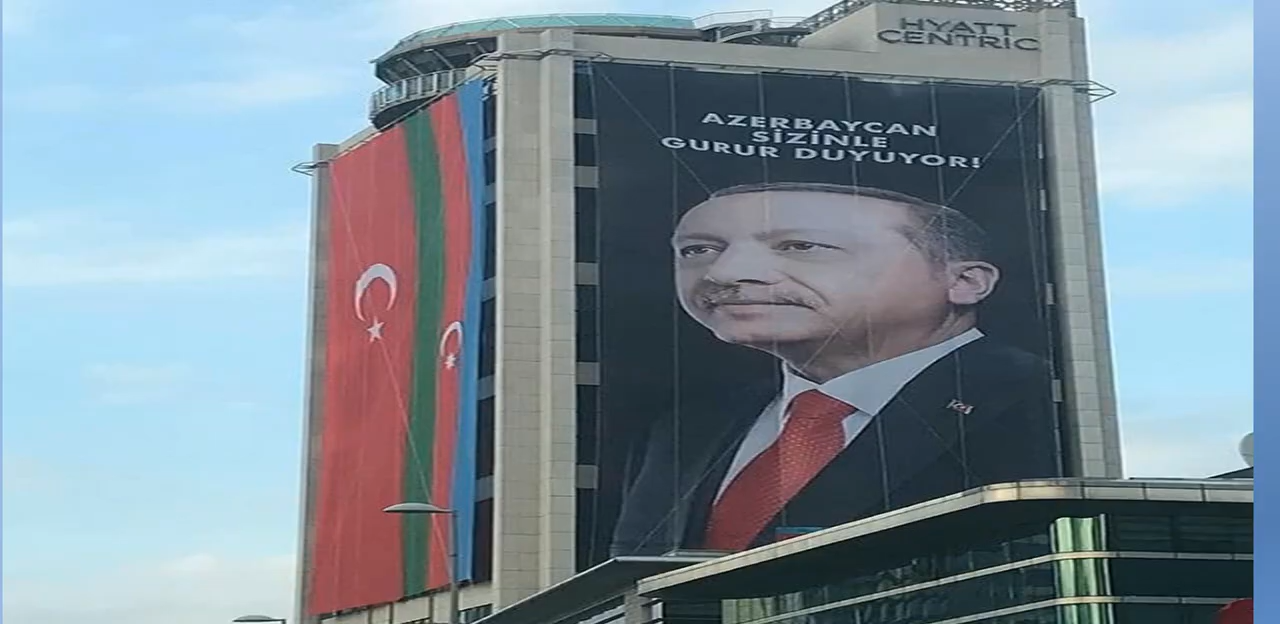 HYATT
CENTRIC
AZERBAYCAN
SİZİNLE
GURUR DUYUYOR!